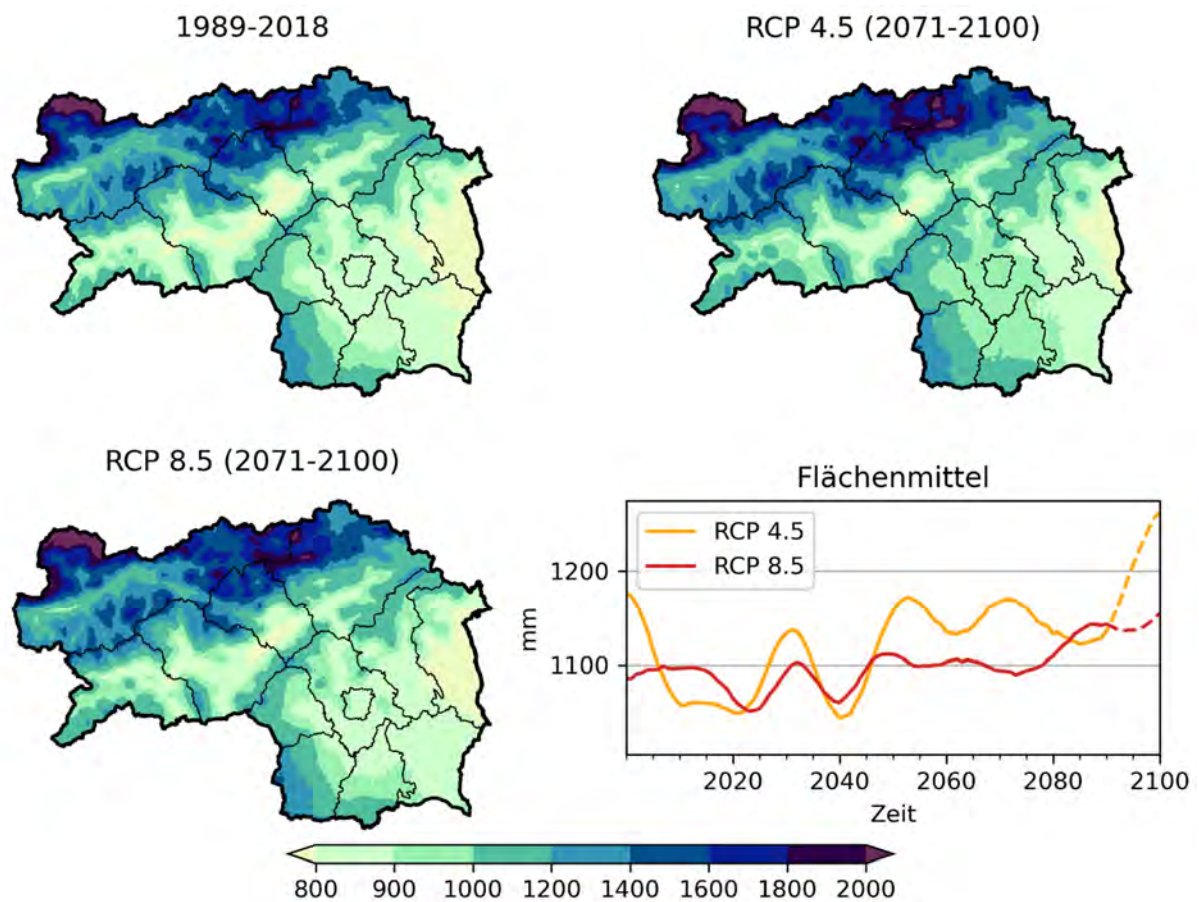 1989-2018
RCP 4.5 (2071-2100)
RCP 8.5 (2071-2100)
Flächenmittel
RCP 4.5
RCP 8.5
1200
1100
mm
2020 2040 2060 2080 2100
Zeit
800 900 1000 1200 1400 1600 1800 2000